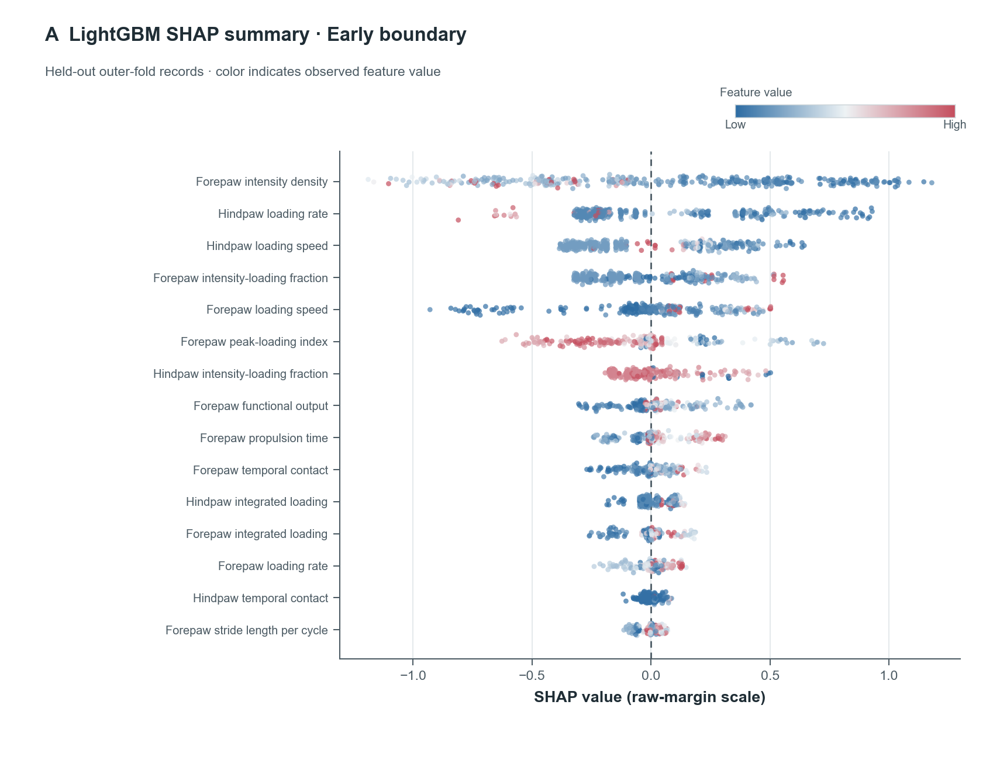 A LightGBM SHAP summary · Early boundary
Held-out outer-fold records · color indicates observed feature value
Feature value
Low High
Forepaw intensity density
Hindpaw loading rate
Hindpaw loading speed
Forepaw intensity-loading fraction
Forepaw loading speed
Forepaw peak-loading index
Hindpaw intensity-loading fraction
Forepaw functional output
Forepaw propulsion time
Forepaw temporal contact
Hindpaw integrated loading
Forepaw integrated loading
Forepaw loading rate
Hindpaw temporal contact
Forepaw stride length per cycle
−1.0 −0.5 0.0 0.5 1.0
SHAP value (raw-margin scale)